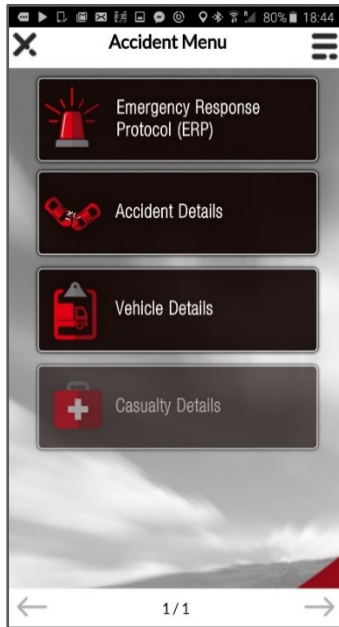 80% 18:44
Accident Menu
Emergency Response
Protocol (ERP)
Accident Details
Vehicle Details
Casualty Details
1/1